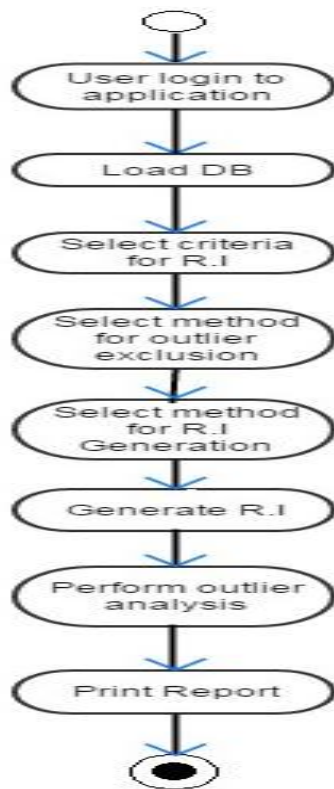 User login to
application
Load DB
Select criteria
for R.I
Select method
for outlier
exclusion
Select method
for R.I
Generation
Generate R.I
Perform outlier
analysis
Print Report